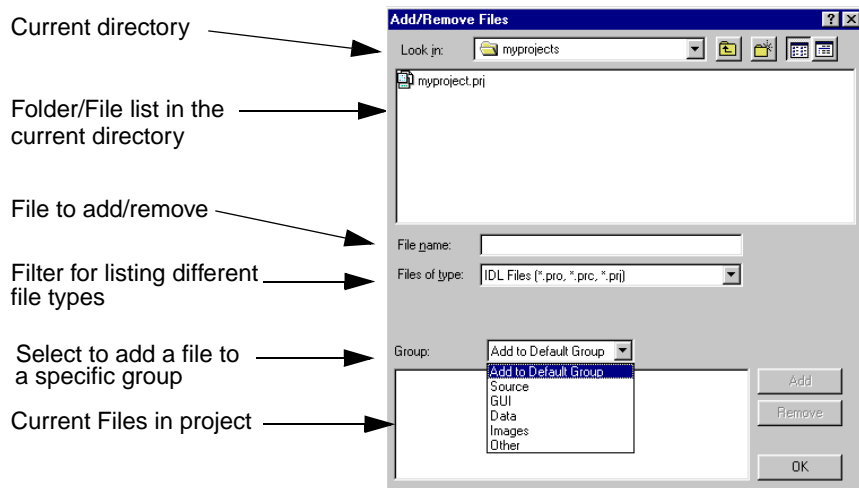 Current directory
Folder/File list in the
current directory
File to add/remove
Filter for listing different
file types
Select to add a file to
a specific group
Current Files in project
Add/Remove Files
Look in: myprojects
myproject.prj
File name:
Files of type: IDL Files (*.pro, *.prc, *.prj)
Group: Add to Default Group
Add to Default Group
Source
GUI
Data
Images
Other
Add
Remove
OK